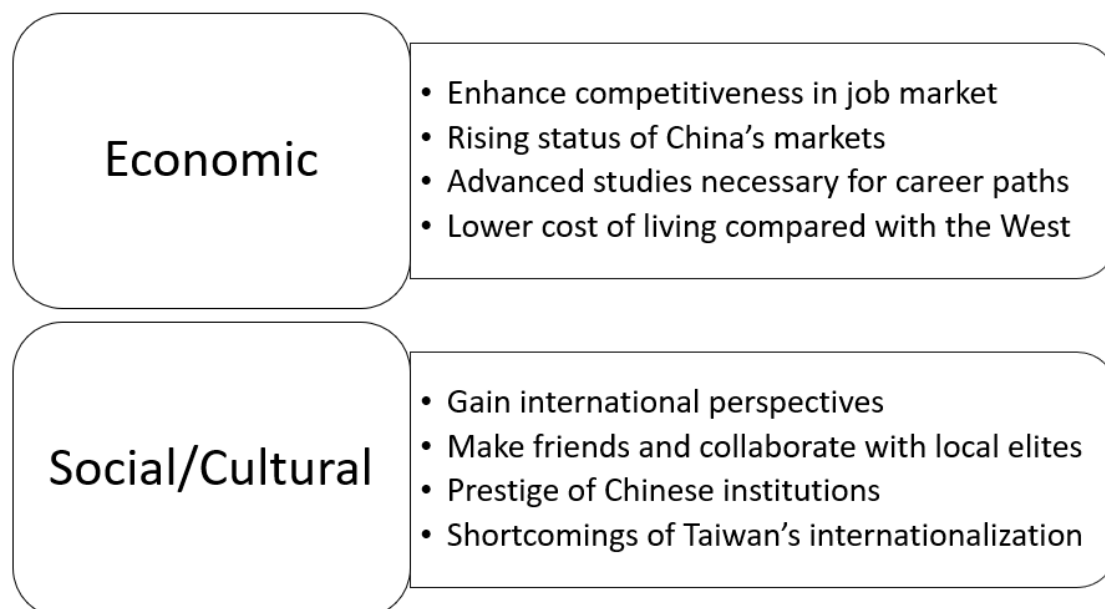 Economic
• Enhance competitiveness in job market
• Rising status of China’s markets
• Advanced studies necessary for career paths
• Lower cost of living compared with the West
Social/Cultural
• Gain international perspectives
• Make friends and collaborate with local elites
• Prestige of Chinese institutions
• Shortcomings of Taiwan’s internationalization